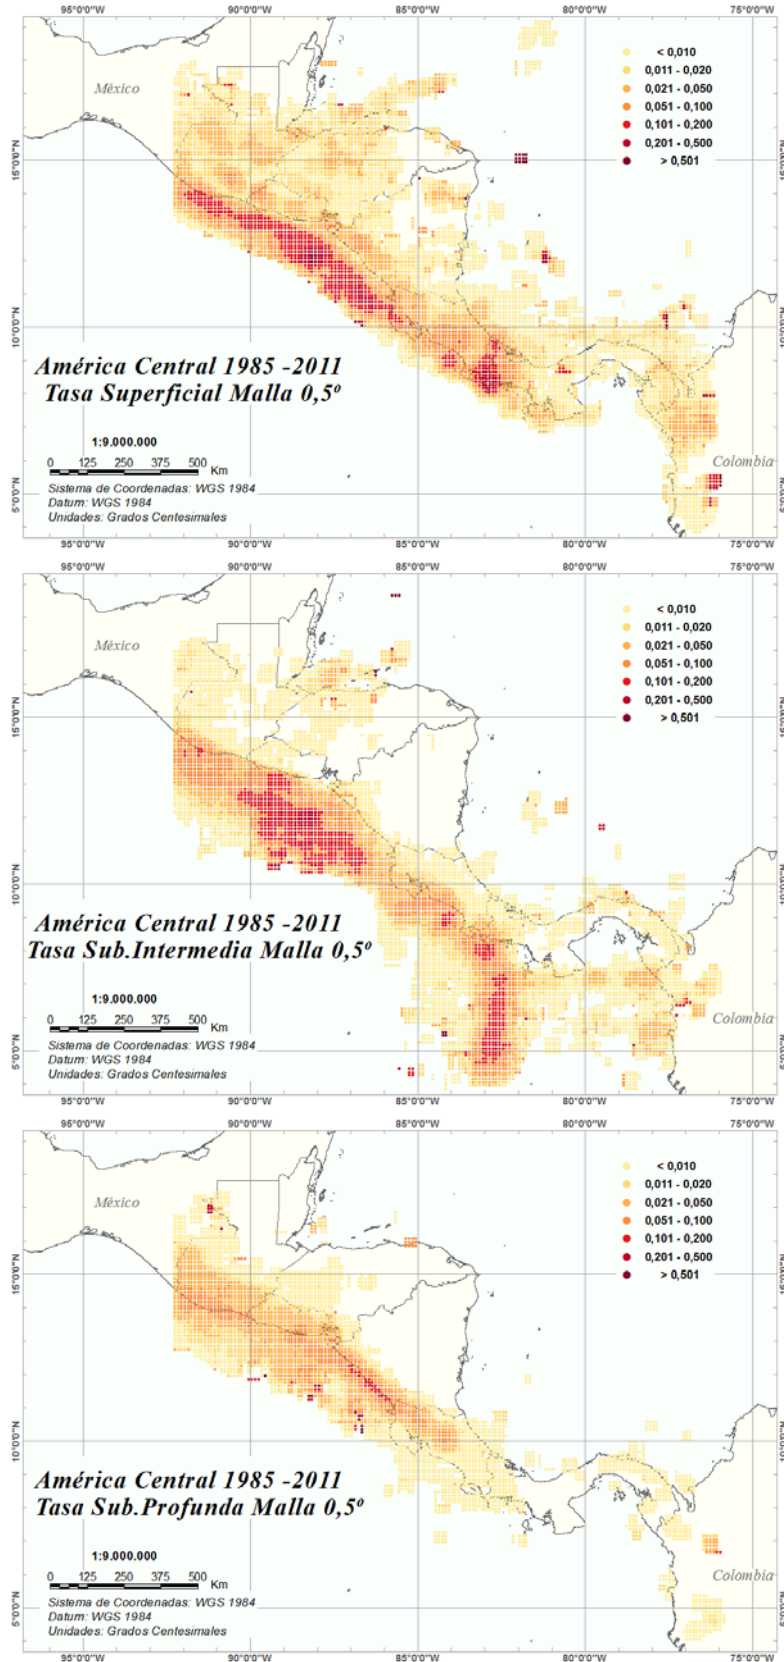 95°0'0"W 90°0'0"W 85°0'0"W 80°0'0"W 75°0'0"W
México
< 0,010
0,011 - 0,020
0,021 - 0,050
0,051 - 0,100
0,101 - 0,200
0,201 - 0,500
> 0,501
15°0'0"N
10°0'0"N
América Central 1985 -2011
Tasa Superficial Malla 0,5º
1:9.000.000
0 125 250 375 500 Km
Sistema de Coordenadas: WGS 1984
Datum: WGS 1984
Unidades: Grados Centesimales
Colombia
5°0'0"N
95°0'0"W 90°0'0"W 85°0'0"W 80°0'0"W 75°0'0"W
México
< 0,010
0,011 - 0,020
0,021 - 0,050
0,051 - 0,100
0,101 - 0,200
0,201 - 0,500
> 0,501
15°0'0"N
10°0'0"N
América Central 1985 -2011
Tasa Sub.Intermedia Malla 0,5º
1:9.000.000
0 125 250 375 500 Km
Sistema de Coordenadas: WGS 1984
Datum: WGS 1984
Unidades: Grados Centesimales
Colombia
5°0'0"N
95°0'0"W 90°0'0"W 85°0'0"W 80°0'0"W 75°0'0"W
México
< 0,010
0,011 - 0,020
0,021 - 0,050
0,051 - 0,100
0,101 - 0,200
0,201 - 0,500
> 0,501
15°0'0"N
10°0'0"N
América Central 1985 -2011
Tasa Sub.Profunda Malla 0,5º
1:9.000.000
0 125 250 375 500 Km
Sistema de Coordenadas: WGS 1984
Datum: WGS 1984
Unidades: Grados Centesimales
Colombia
5°0'0"N
95°0'0"W 90°0'0"W 85°0'0"W 80°0'0"W 75°0'0"W